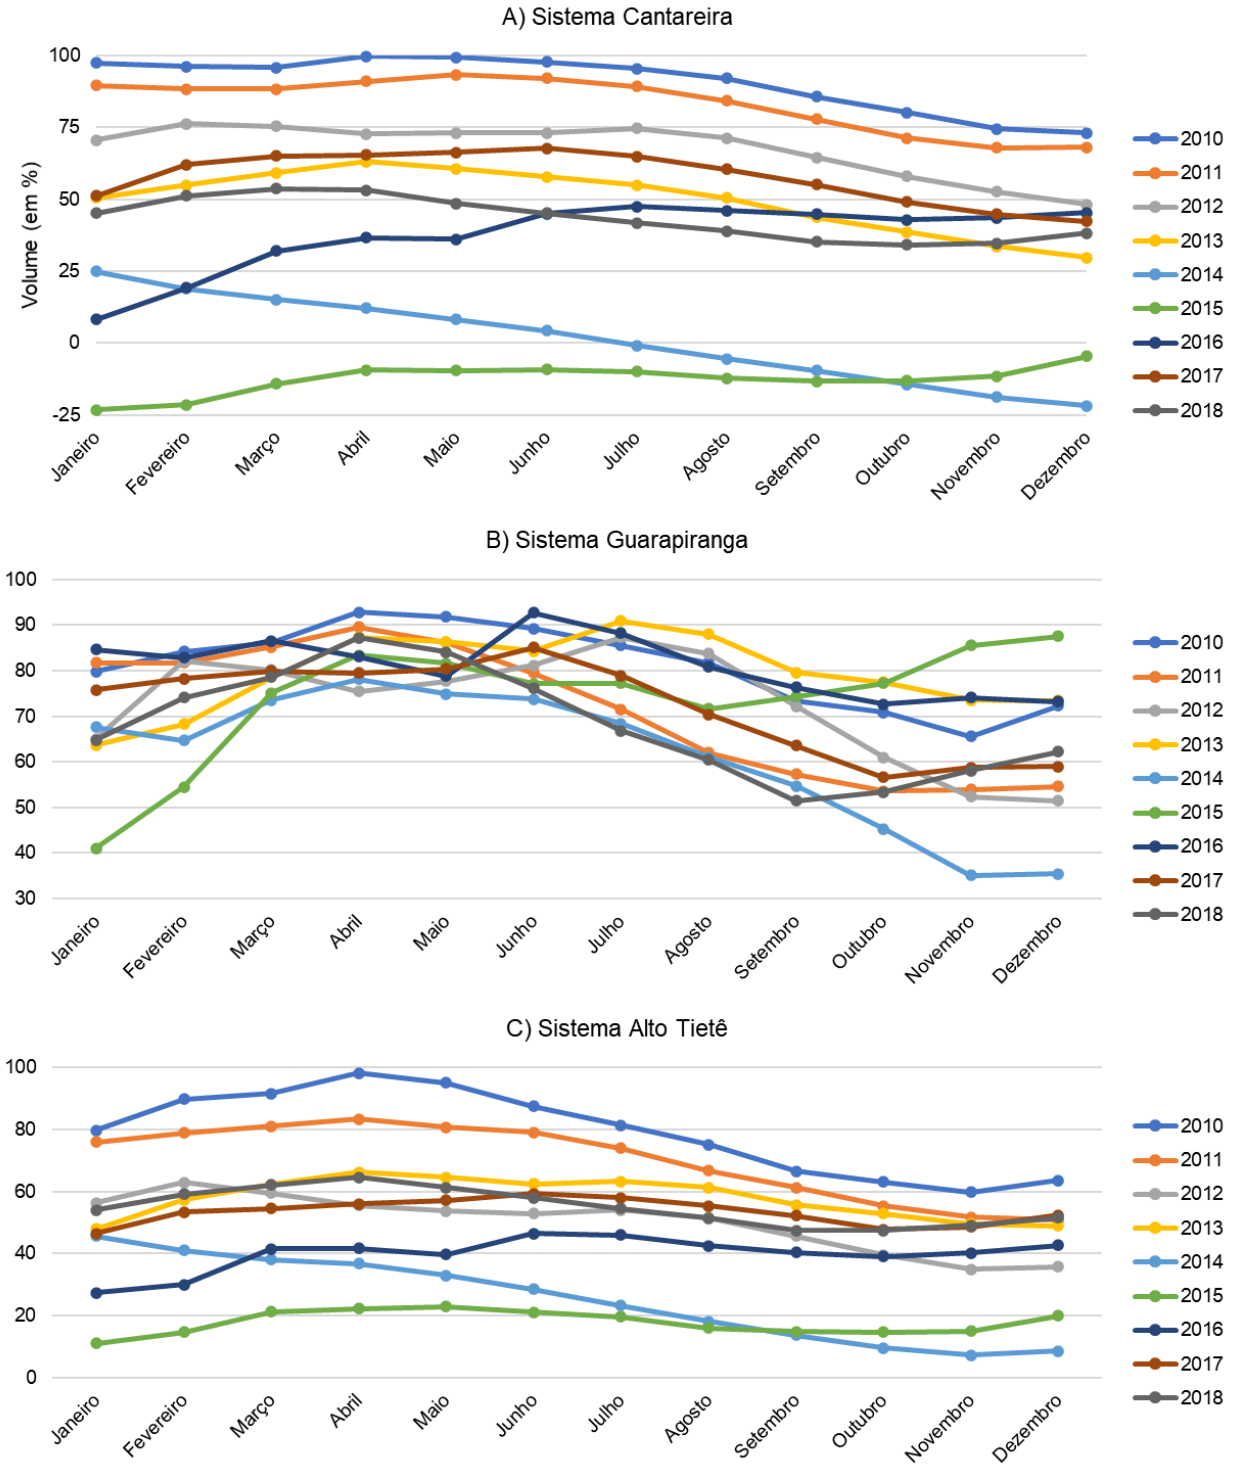 A) Sistema Cantareira
Volume (em %)
100
75
50
25
0
-25
Janeiro
Fevereiro
Março
Abril
Maio
Junho
Julho
Agosto
Setembro
Outubro
Novembro
Dezembro
2010
2011
2012
2013
2014
2015
2016
2017
2018
B) Sistema Guarapiranga
100
90
80
70
60
50
40
30
Janeiro
Fevereiro
Março
Abril
Maio
Junho
Julho
Agosto
Setembro
Outubro
Novembro
Dezembro
2010
2011
2012
2013
2014
2015
2016
2017
2018
C) Sistema Alto Tietê
100
80
60
40
20
0
Janeiro
Fevereiro
Março
Abril
Maio
Junho
Julho
Agosto
Setembro
Outubro
Novembro
Dezembro
2010
2011
2012
2013
2014
2015
2016
2017
2018